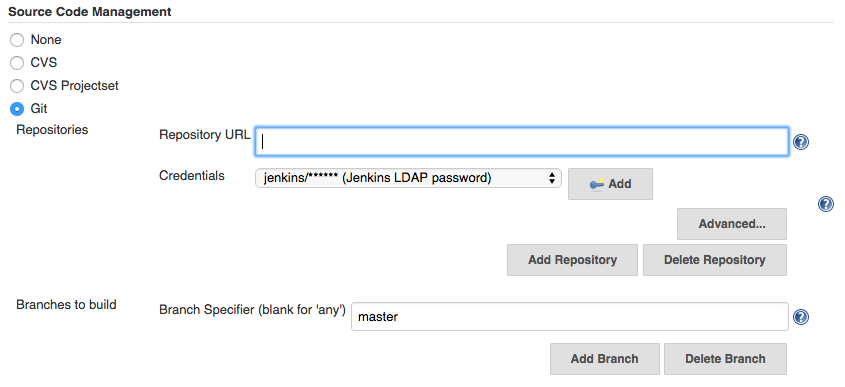 Source Code Management
None
CVS
CVS Projectset
Git
Repositories
Repository URL
?
Credentials
jenkins/****** (Jenkins LDAP password)
Add
?
Advanced...
Add Repository
Delete Repository
Branches to build
Branch Specifier (blank for 'any')
master
?
Add Branch
Delete Branch